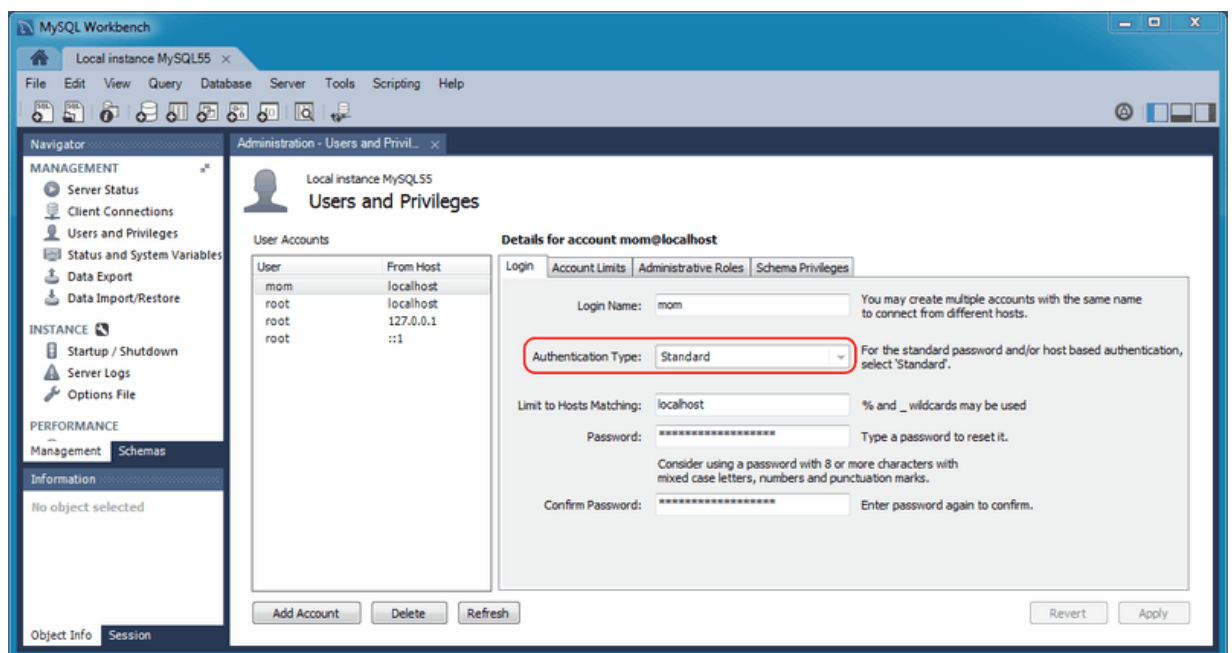 MySQL Workbench
Local instance MySQL55
File Edit View Query Database Server Tools Scripting Help
Navigator
MANAGEMENT
Server Status
Client Connections
Users and Privileges
Status and System Variables
Data Export
Data Import/Restore
INSTANCE
Startup / Shutdown
Server Logs
Options File
PERFORMANCE
Management Schemas
Information
No object selected
Object Info Session
Administration - Users and Privil...
Local instance MySQL55
Users and Privileges
User Accounts
User From Host
mom localhost
root localhost
root 127.0.0.1
root ::1
Add Account Delete Refresh
Details for account mom@localhost
Login Account Limits Administrative Roles Schema Privileges
Login Name: mom
You may create multiple accounts with the same name
to connect from different hosts.
Authentication Type: Standard
For the standard password and/or host based authentication,
select 'Standard'.
Limit to Hosts Matching: localhost % and _ wildcards may be used
Password: ****************** Type a password to reset it.
Consider using a password with 8 or more characters with
mixed case letters, numbers and punctuation marks.
Confirm Password: ****************** Enter password again to confirm.
Revert Apply